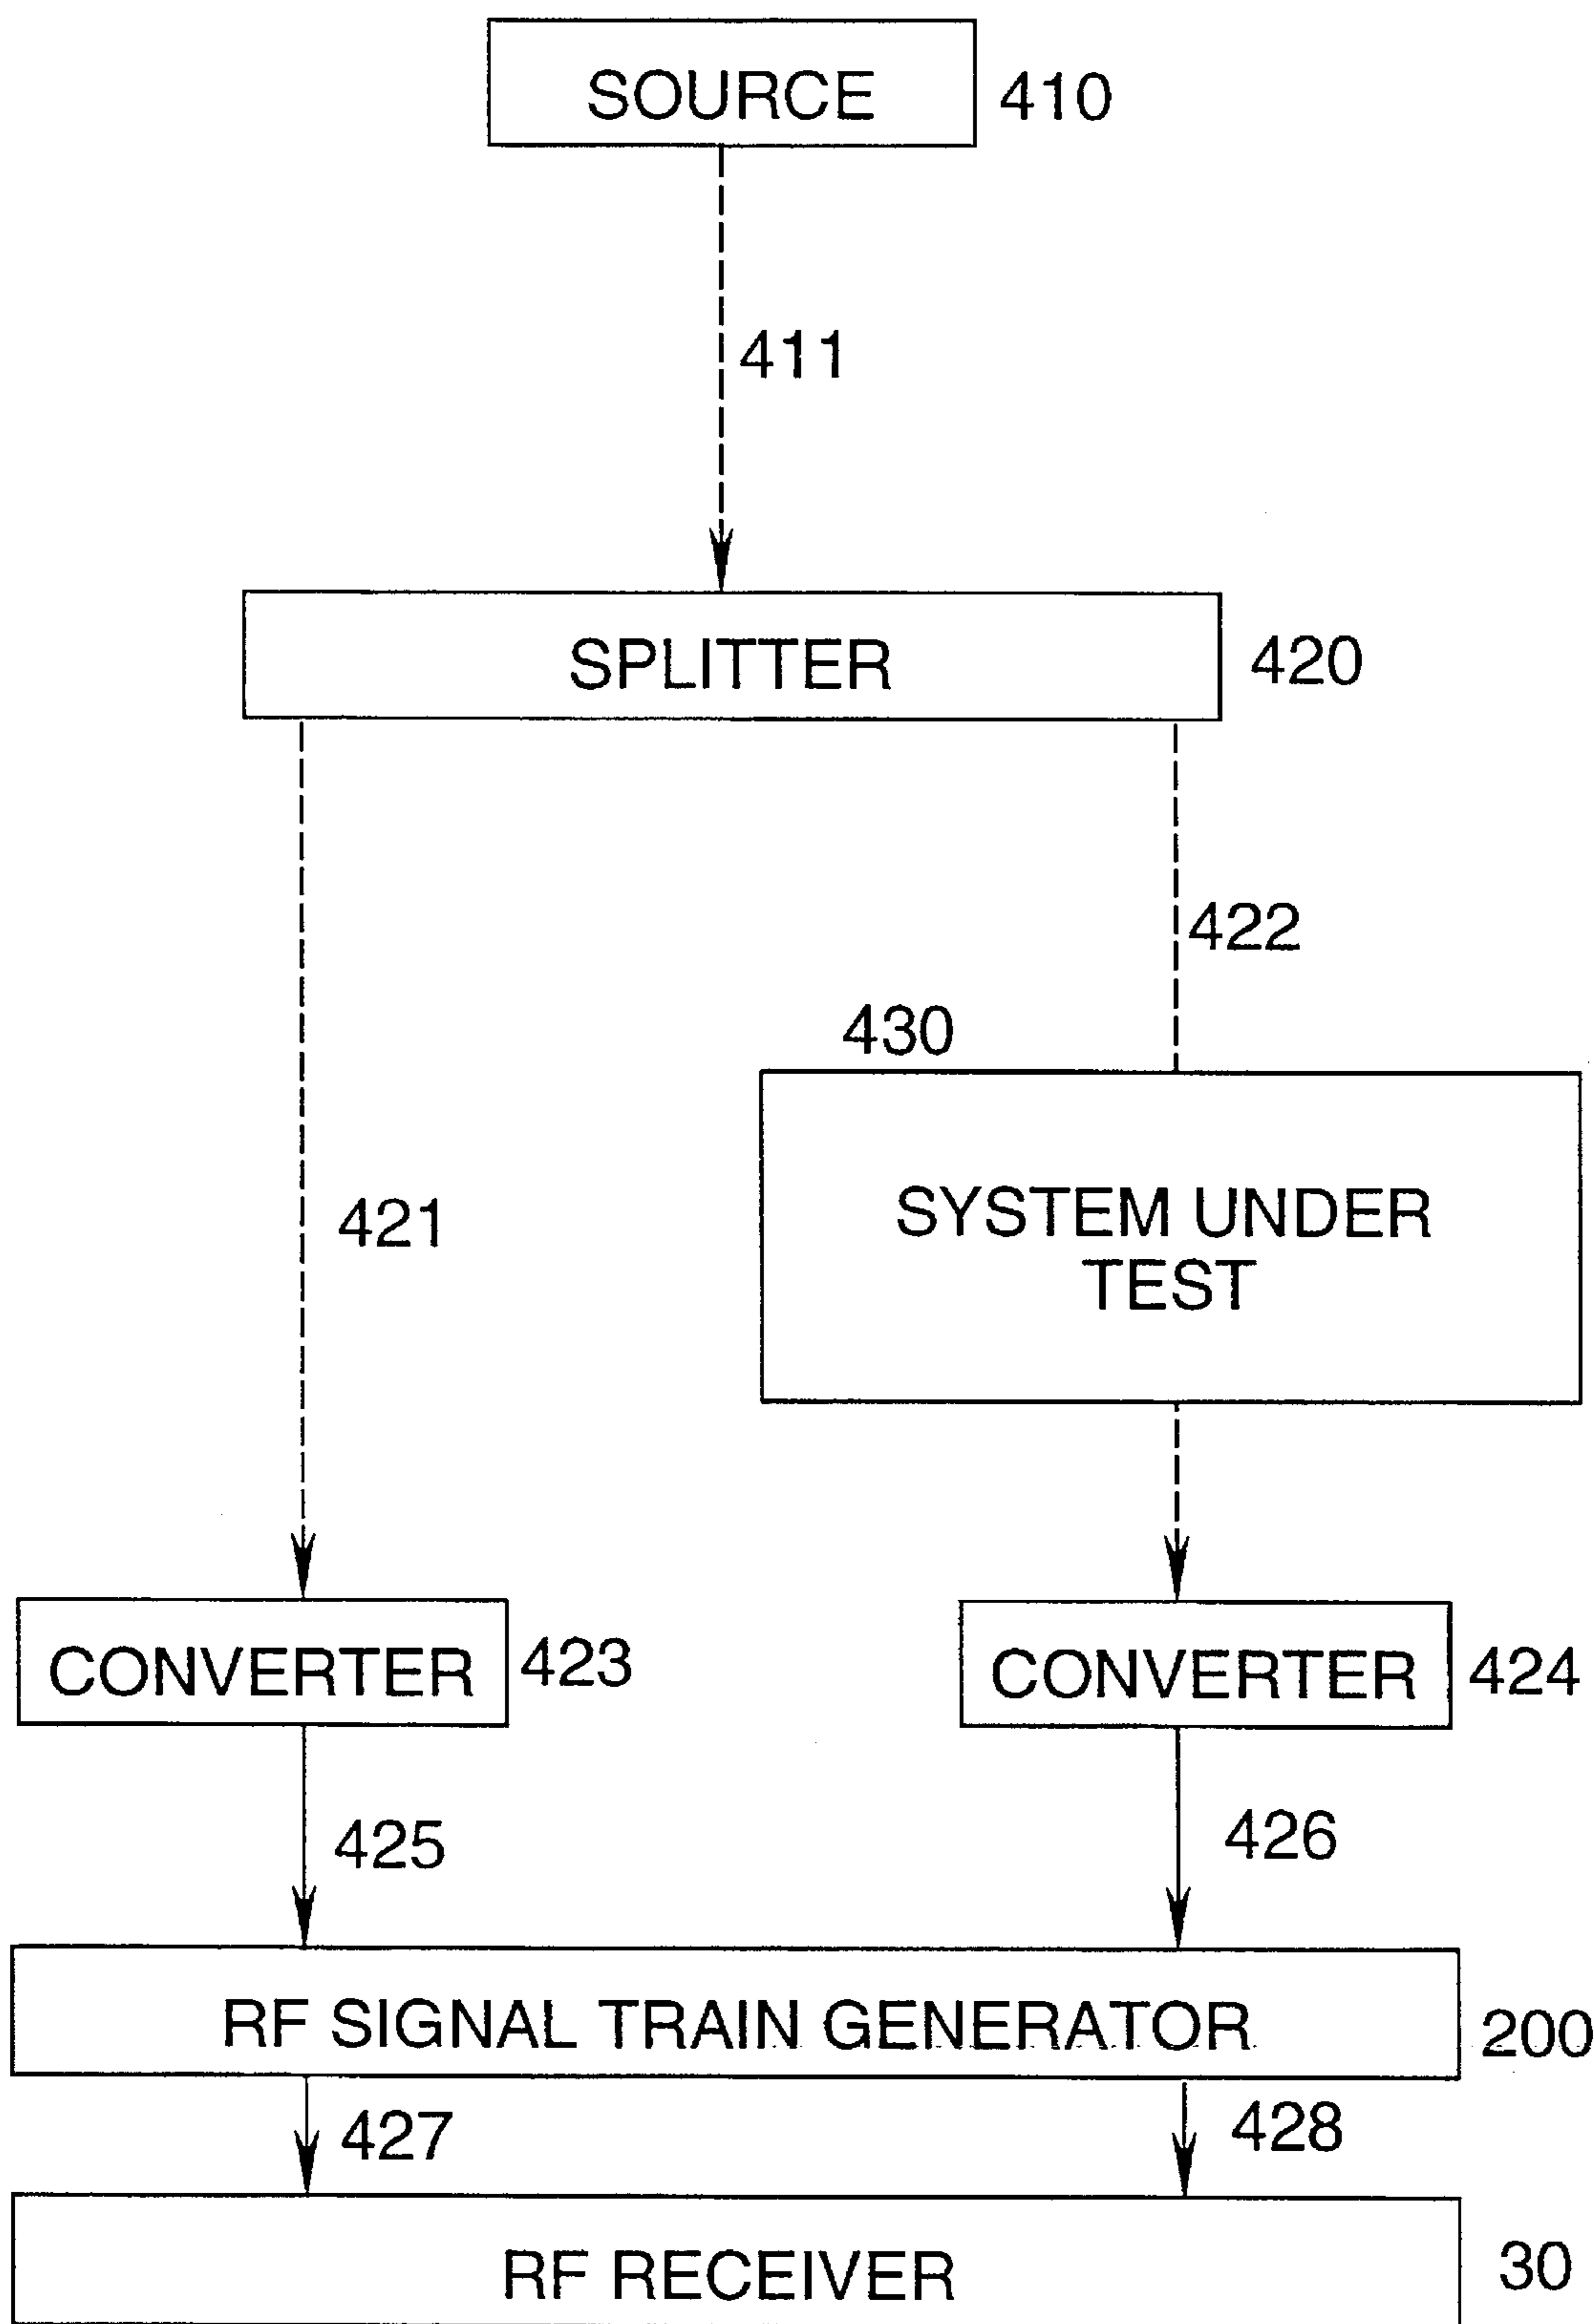 SOURCE 410
411
SPLITTER 420
422
430
SYSTEM UNDER
TEST
421
CONVERTER 423
CONVERTER 424
425
426
RF SIGNAL TRAIN GENERATOR 200
427
428
RF RECEIVER 30